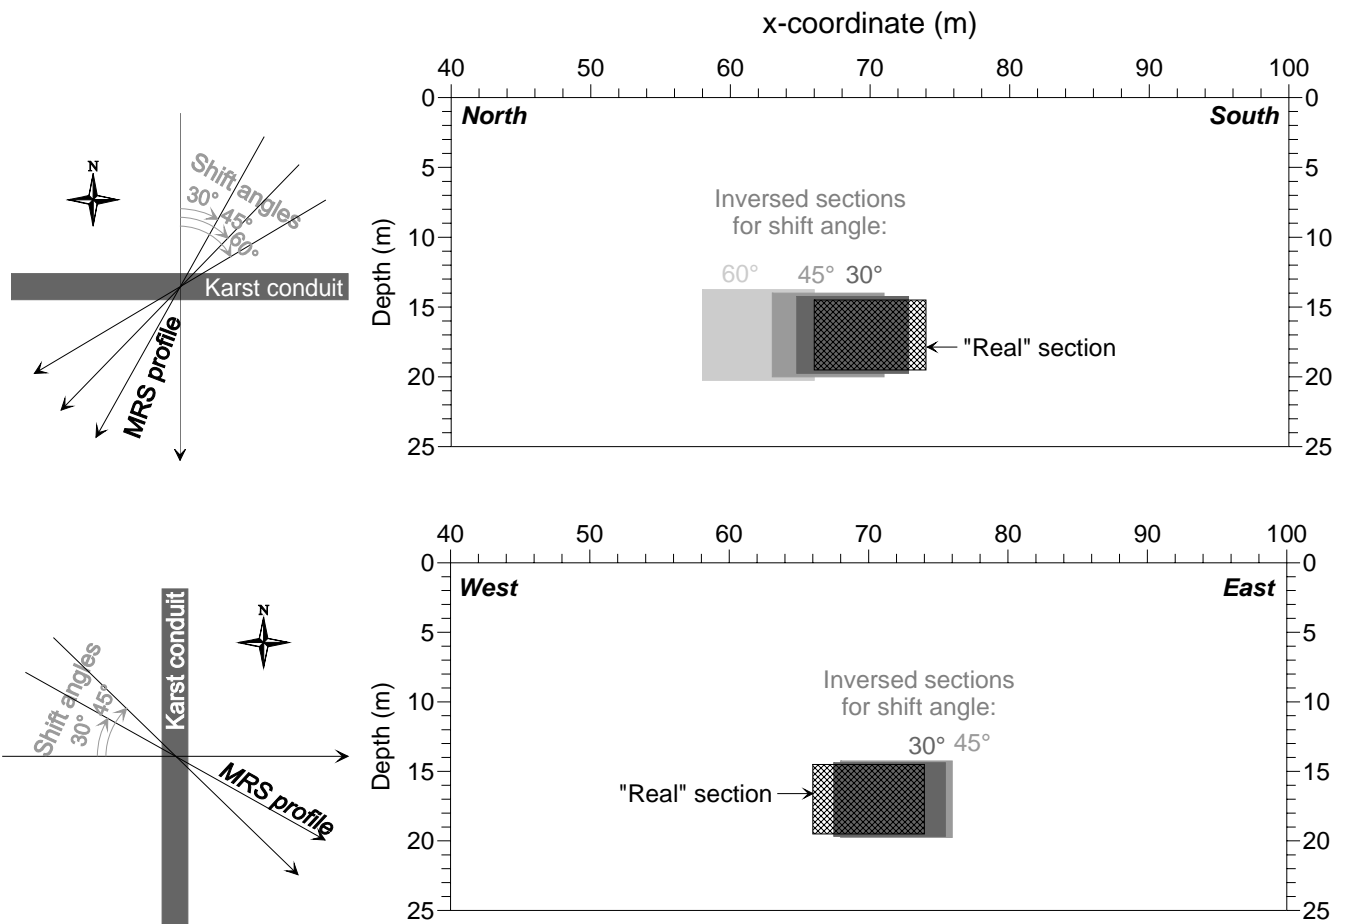 x-coordinate (m)
40 50 60 70 80 90 100
0 0
North South
5 5
Inversed sections
for shift angle:
10 10
60° 45° 30°
15 15
"Real" section
20 20
25 25
Depth (m)
N
Shift angles
30° 45° 60°
Karst conduit
MRS profile
40 50 60 70 80 90 100
0 0
West East
5 5
Inversed sections
for shift angle:
10 10
30° 45°
15 15
"Real" section
20 20
25 25
Depth (m)
N
Karst conduit
Shift angles
30° 45°
MRS profile